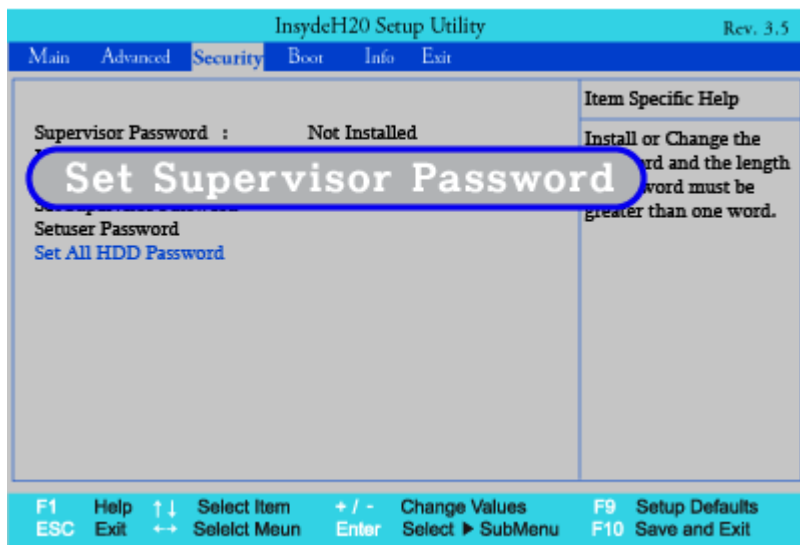 InsydeH20 Setup Utility Rev. 3.5
Main Advanced Security Boot Info Exit
Item Specific Help
Supervisor Password : Not Installed
Install or Change the
and the length
must be
greater than one word.
Set Supervisor Password
Setuser Password
Set All HDD Password
F1 Help ↑↓ Select Item + / - Change Values F9 Setup Defaults
ESC Exit ↔ Selelct Meun Enter Select ▶ SubMenu F10 Save and Exit